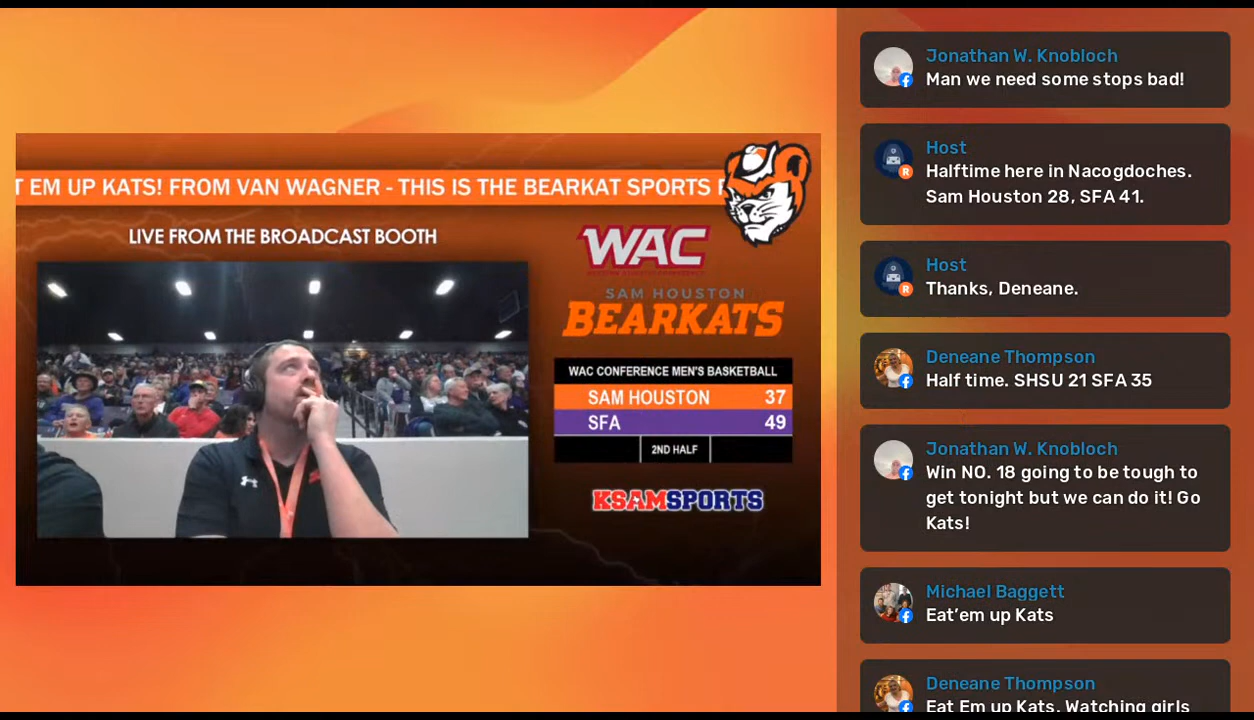 T EM UP KATS! FROM VAN WAGNER - THIS IS THE BEARKAT SPORTS
LIVE FROM THE BROADCAST BOOTH
WAC
SAM HOUSTON
BEARKATS
WAC CONFERENCE MEN'S BASKETBALL
SAM HOUSTON 37
SFA 49
2ND HALF
KSAMSPORTS
Jonathan W. Knobloch
Man we need some stops bad!
Host
Halftime here in Nacogdoches.
Sam Houston 28, SFA 41.
Host
Thanks, Deneane.
Deneane Thompson
Half time. SHSU 21 SFA 35
Jonathan W. Knobloch
Win NO. 18 going to be tough to
get tonight but we can do it! Go
Kats!
Michael Baggett
Eat’em up Kats
Deneane Thompson
Eat Em up Kats. Watching girls